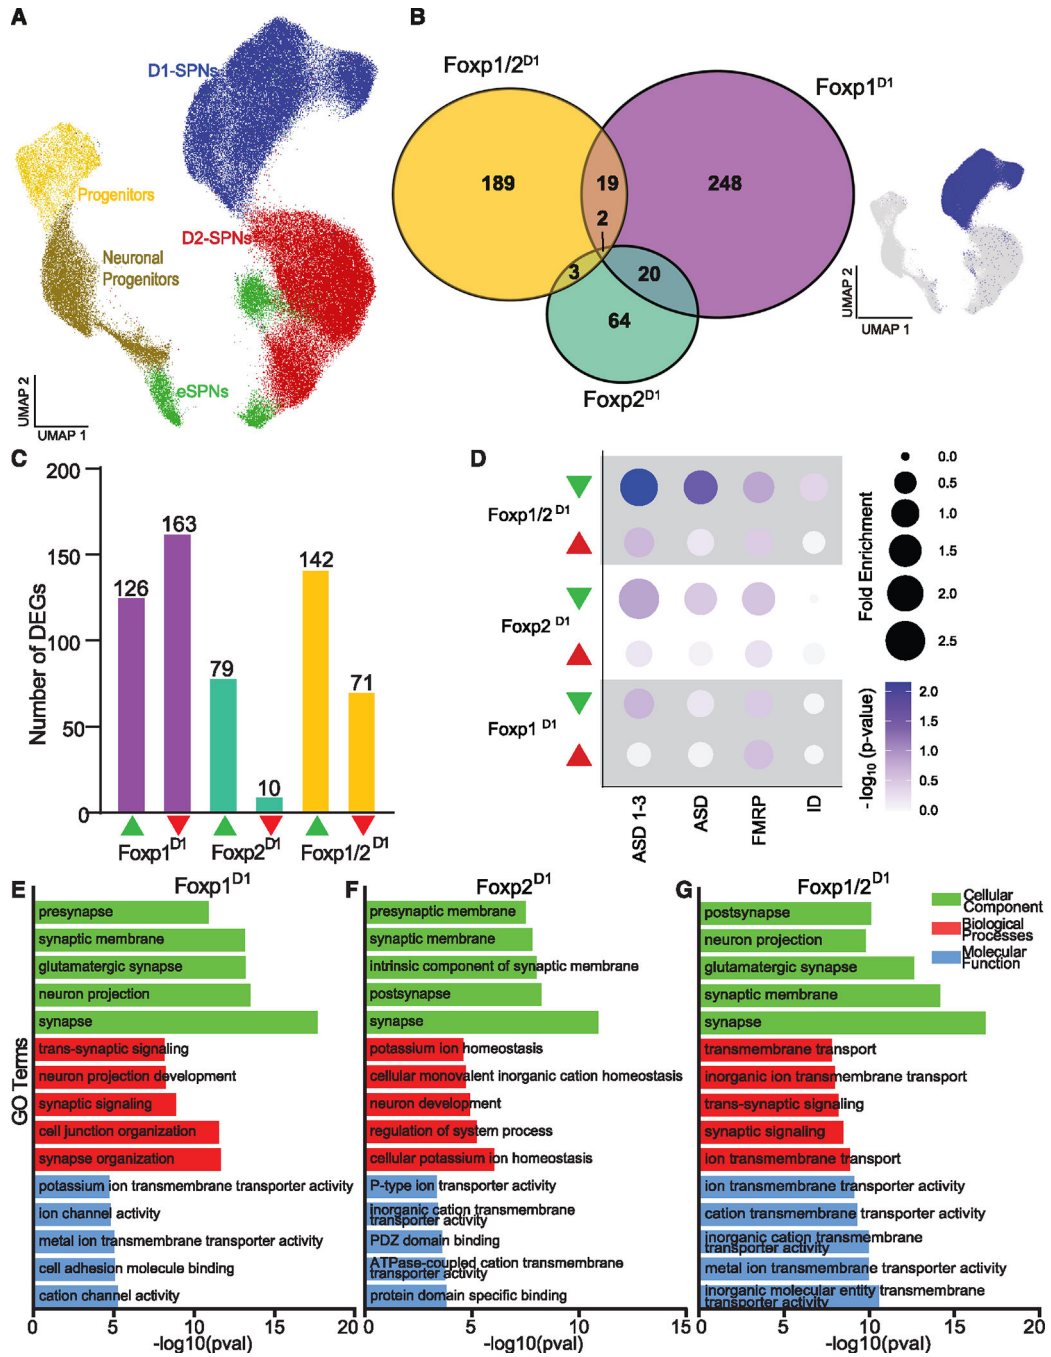 A
D1-SPNs
Progenitors
D2-SPNs
Neuronal
Progenitors
eSPNs
UMAP 2
UMAP 1
B
Foxp1/2D1
Foxp1D1
189
19
248
2
3
20
64
Foxp2D1
UMAP 2
UMAP 1
C
Number of DEGs
200
150
100
50
0
126
163
79
10
142
71
Foxp1D1
Foxp2D1
Foxp1/2D1
D
Foxp1/2 D1
Foxp2 D1
Foxp1 D1
ASD 1-3
ASD
FMRP
ID
Fold Enrichment
0.0
0.5
1.0
1.5
2.0
2.5
-log10 (p-value)
2.0
1.5
1.0
0.5
0.0
GO Terms
E
Foxp1D1
presynapse
synaptic membrane
glutamatergic synapse
neuron projection
synapse
trans-synaptic signaling
neuron projection development
synaptic signaling
cell junction organization
synapse organization
potassium ion transmembrane transporter activity
ion channel activity
metal ion transmembrane transporter activity
cell adhesion molecule binding
cation channel activity
0
5
10
15
20
-log10(pval)
F
Foxp2D1
presynaptic membrane
synaptic membrane
intrinsic component of synaptic membrane
postsynapse
synapse
potassium ion homeostasis
cellular monovalent inorganic cation homeostasis
neuron development
regulation of system process
cellular potassium ion homeostasis
P-type ion transporter activity
inorganic cation transmembrane
transporter activity
PDZ domain binding
ATPase-coupled cation transmembrane
transporter activity
protein domain specific binding
0
5
10
15
-log10(pval)
G
Foxp1/2D1
postsynapse
neuron projection
glutamatergic synapse
synaptic membrane
synapse
transmembrane transport
inorganic ion transmembrane transport
trans-synaptic signaling
synaptic signaling
ion transmembrane transport
ion transmembrane transporter activity
cation transmembrane transporter activity
inorganic cation transmembrane
transporter activity
metal ion transmembrane transporter activity
inorganic molecular entity transmembrane
transporter activity
0
5
10
15
20
-log10(pval)
Cellular
Component
Biological
Processes
Molecular
Function